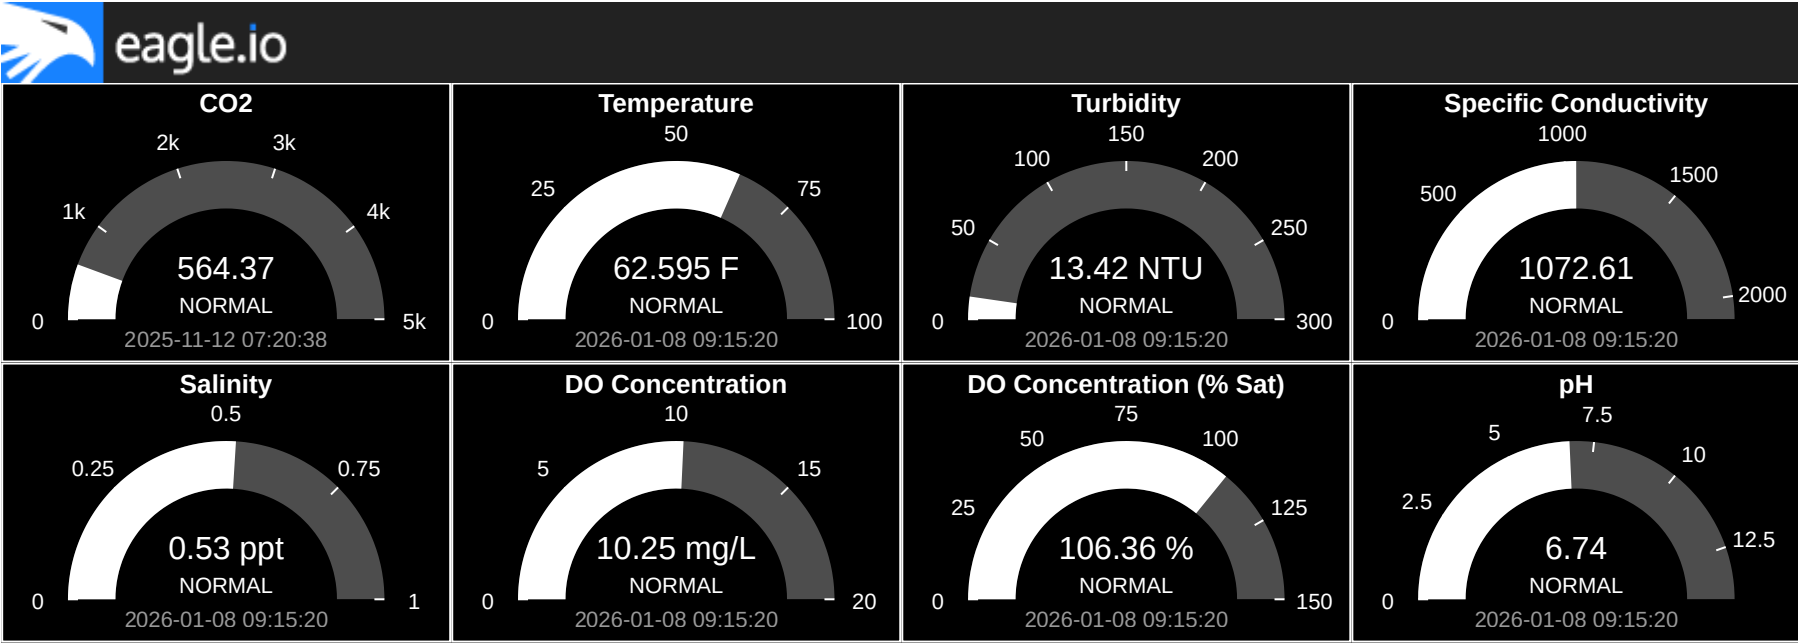 eagle.io
CO2
2k
3k
1k
4k
564.37
NORMAL
0
5k
2025-11-12 07:20:38
Temperature
50
25
75
62.595 F
NORMAL
0
100
2026-01-08 09:15:20
Turbidity
150
100
200
50
250
13.42 NTU
NORMAL
0
300
2026-01-08 09:15:20
Specific Conductivity
1000
1500
500
1072.61
2000
NORMAL
0
2026-01-08 09:15:20
Salinity
0.5
0.25
0.75
0.53 ppt
NORMAL
0
1
2026-01-08 09:15:20
DO Concentration
10
5
15
10.25 mg/L
NORMAL
0
20
2026-01-08 09:15:20
DO Concentration (% Sat)
75
50
100
25
125
106.36 %
NORMAL
0
150
2026-01-08 09:15:20
pH
7.5
5
10
2.5
12.5
6.74
NORMAL
0
2026-01-08 09:15:20